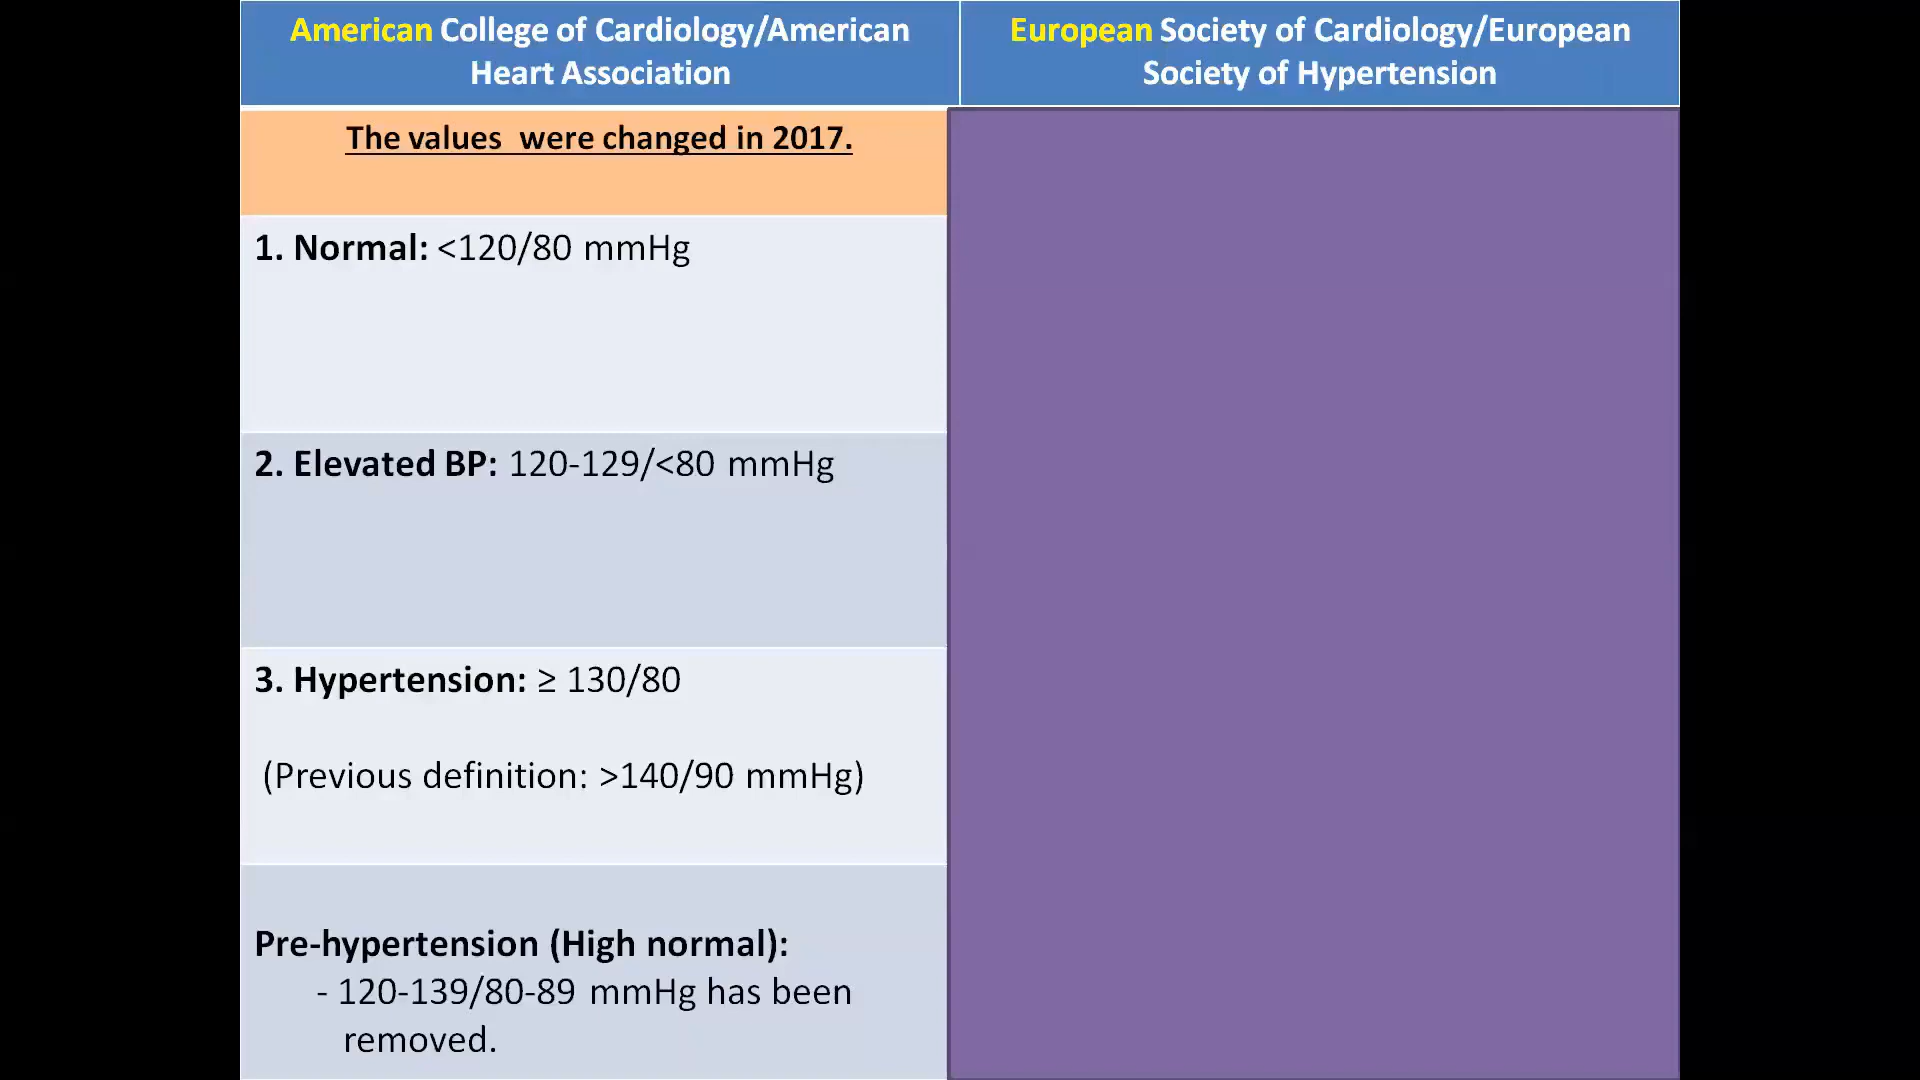 American College of Cardiology/American
Heart Association
European Society of Cardiology/European
Society of Hypertension
The values  were changed in 2017.
1. Normal: <120/80 mmHg
2. Elevated BP: 120-129/<80 mmHg
3. Hypertension: ≥ 130/80
(Previous definition: >140/90 mmHg)
Pre-hypertension (High normal):
- 120-139/80-89 mmHg has been
removed.